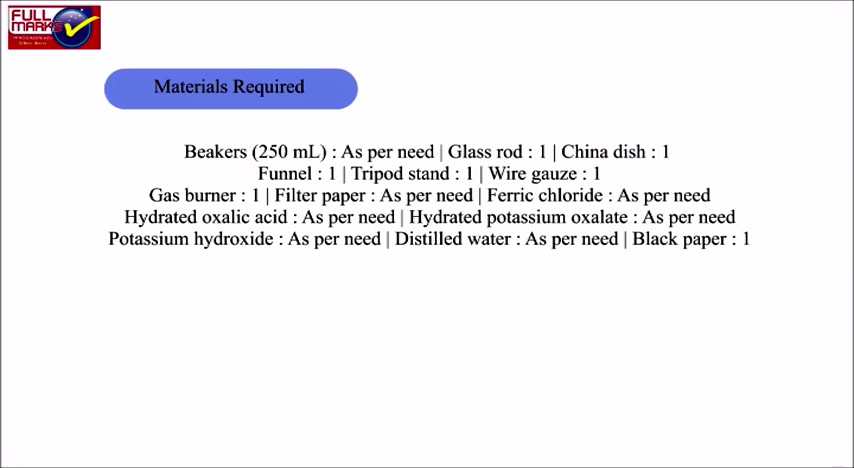 FULL
MARKS
Materials Required
Beakers (250 mL) : As per need | Glass rod : 1 | China dish : 1
Funnel : 1 | Tripod stand : 1 | Wire gauze : 1
Gas burner : 1 | Filter paper : As per need | Ferric chloride : As per need
Hydrated oxalic acid : As per need | Hydrated potassium oxalate : As per need
Potassium hydroxide : As per need | Distilled water : As per need | Black paper : 1